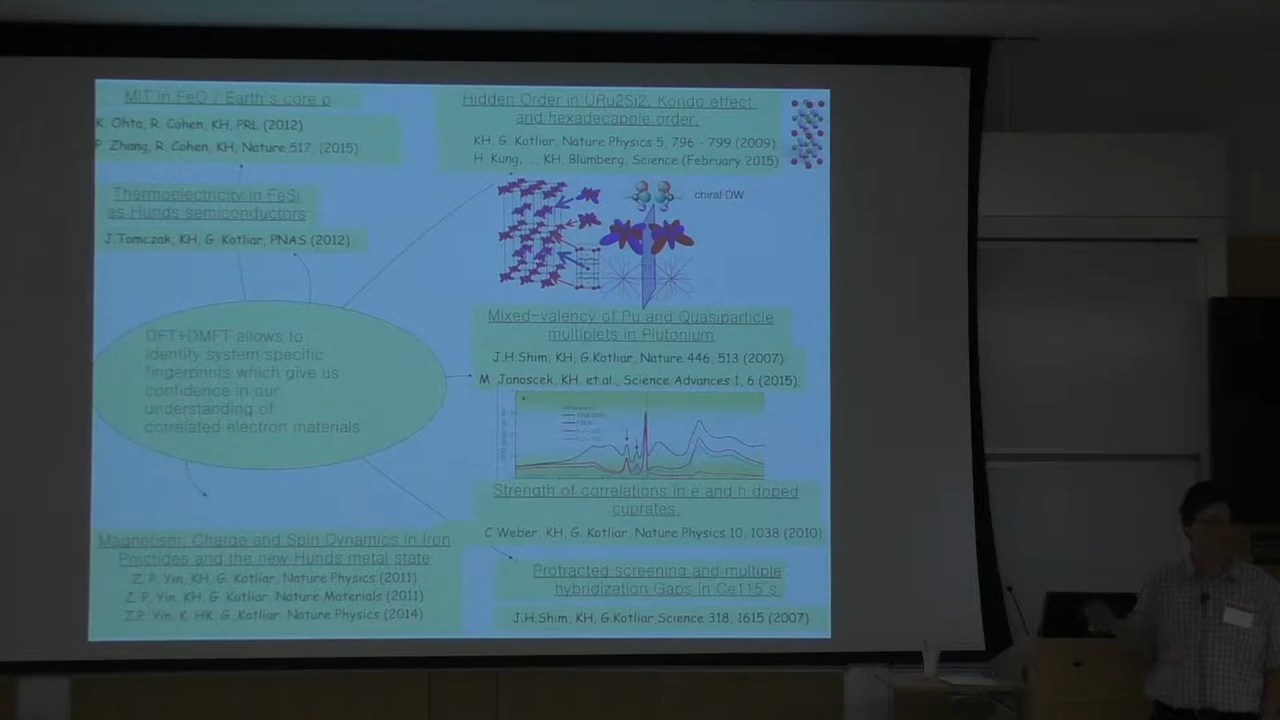 MIT in FeO / Earth's core p
K. Ohta, R. Cohen, KH, PRL (2012)
P. Zhang, R. Cohen, KH, Nature 517, (2015)
Thermoelectricity in FeSi
as Hunds semiconductors
J.Tomczak, KH, G. Kotliar, PNAS (2012)
DFT+DMFT allows to
identify system specific
fingerprints which give us
confidence in our
understanding of
correlated electron materials
Magnetism, Charge and Spin Dynamics in Iron
Pnictiges and the new Hunds metal state
Z. P. Yin, KH, G. Kotliar, Nature Physics (2011)
Z. P. Yin, KH, G. Kotliar, Nature Materials (2011)
Z.P. Yin, K. HK, G. Kotliar, Nature Physics (2014)
Hidden Order in URu2Si2, Kondo effect
and hexadecapole order.
KH, G. Kotliar, Nature Physics 5, 796 - 799 (2009).
H. Kung, .., KH, Blumberg, Science (February 2015)
chiral DW
Mixed-valency of Pu and Quasiparticle
multiplets in Plutonium
J.H.Shim, KH, G.Kotliar, Nature 446, 513 (2007).
M. Janoscek, KH, et.al., Science Advances 1, 6 (2015).
Strength of correlations in e and h doped
cuprates.
C Weber, KH, G. Kotliar, Nature Physics 10, 1038 (2010)
Protracted screening and multiple
hybridization Gaps in Ce115's.
J.H.Shim, KH, G.Kotliar Science 318, 1615 (2007)